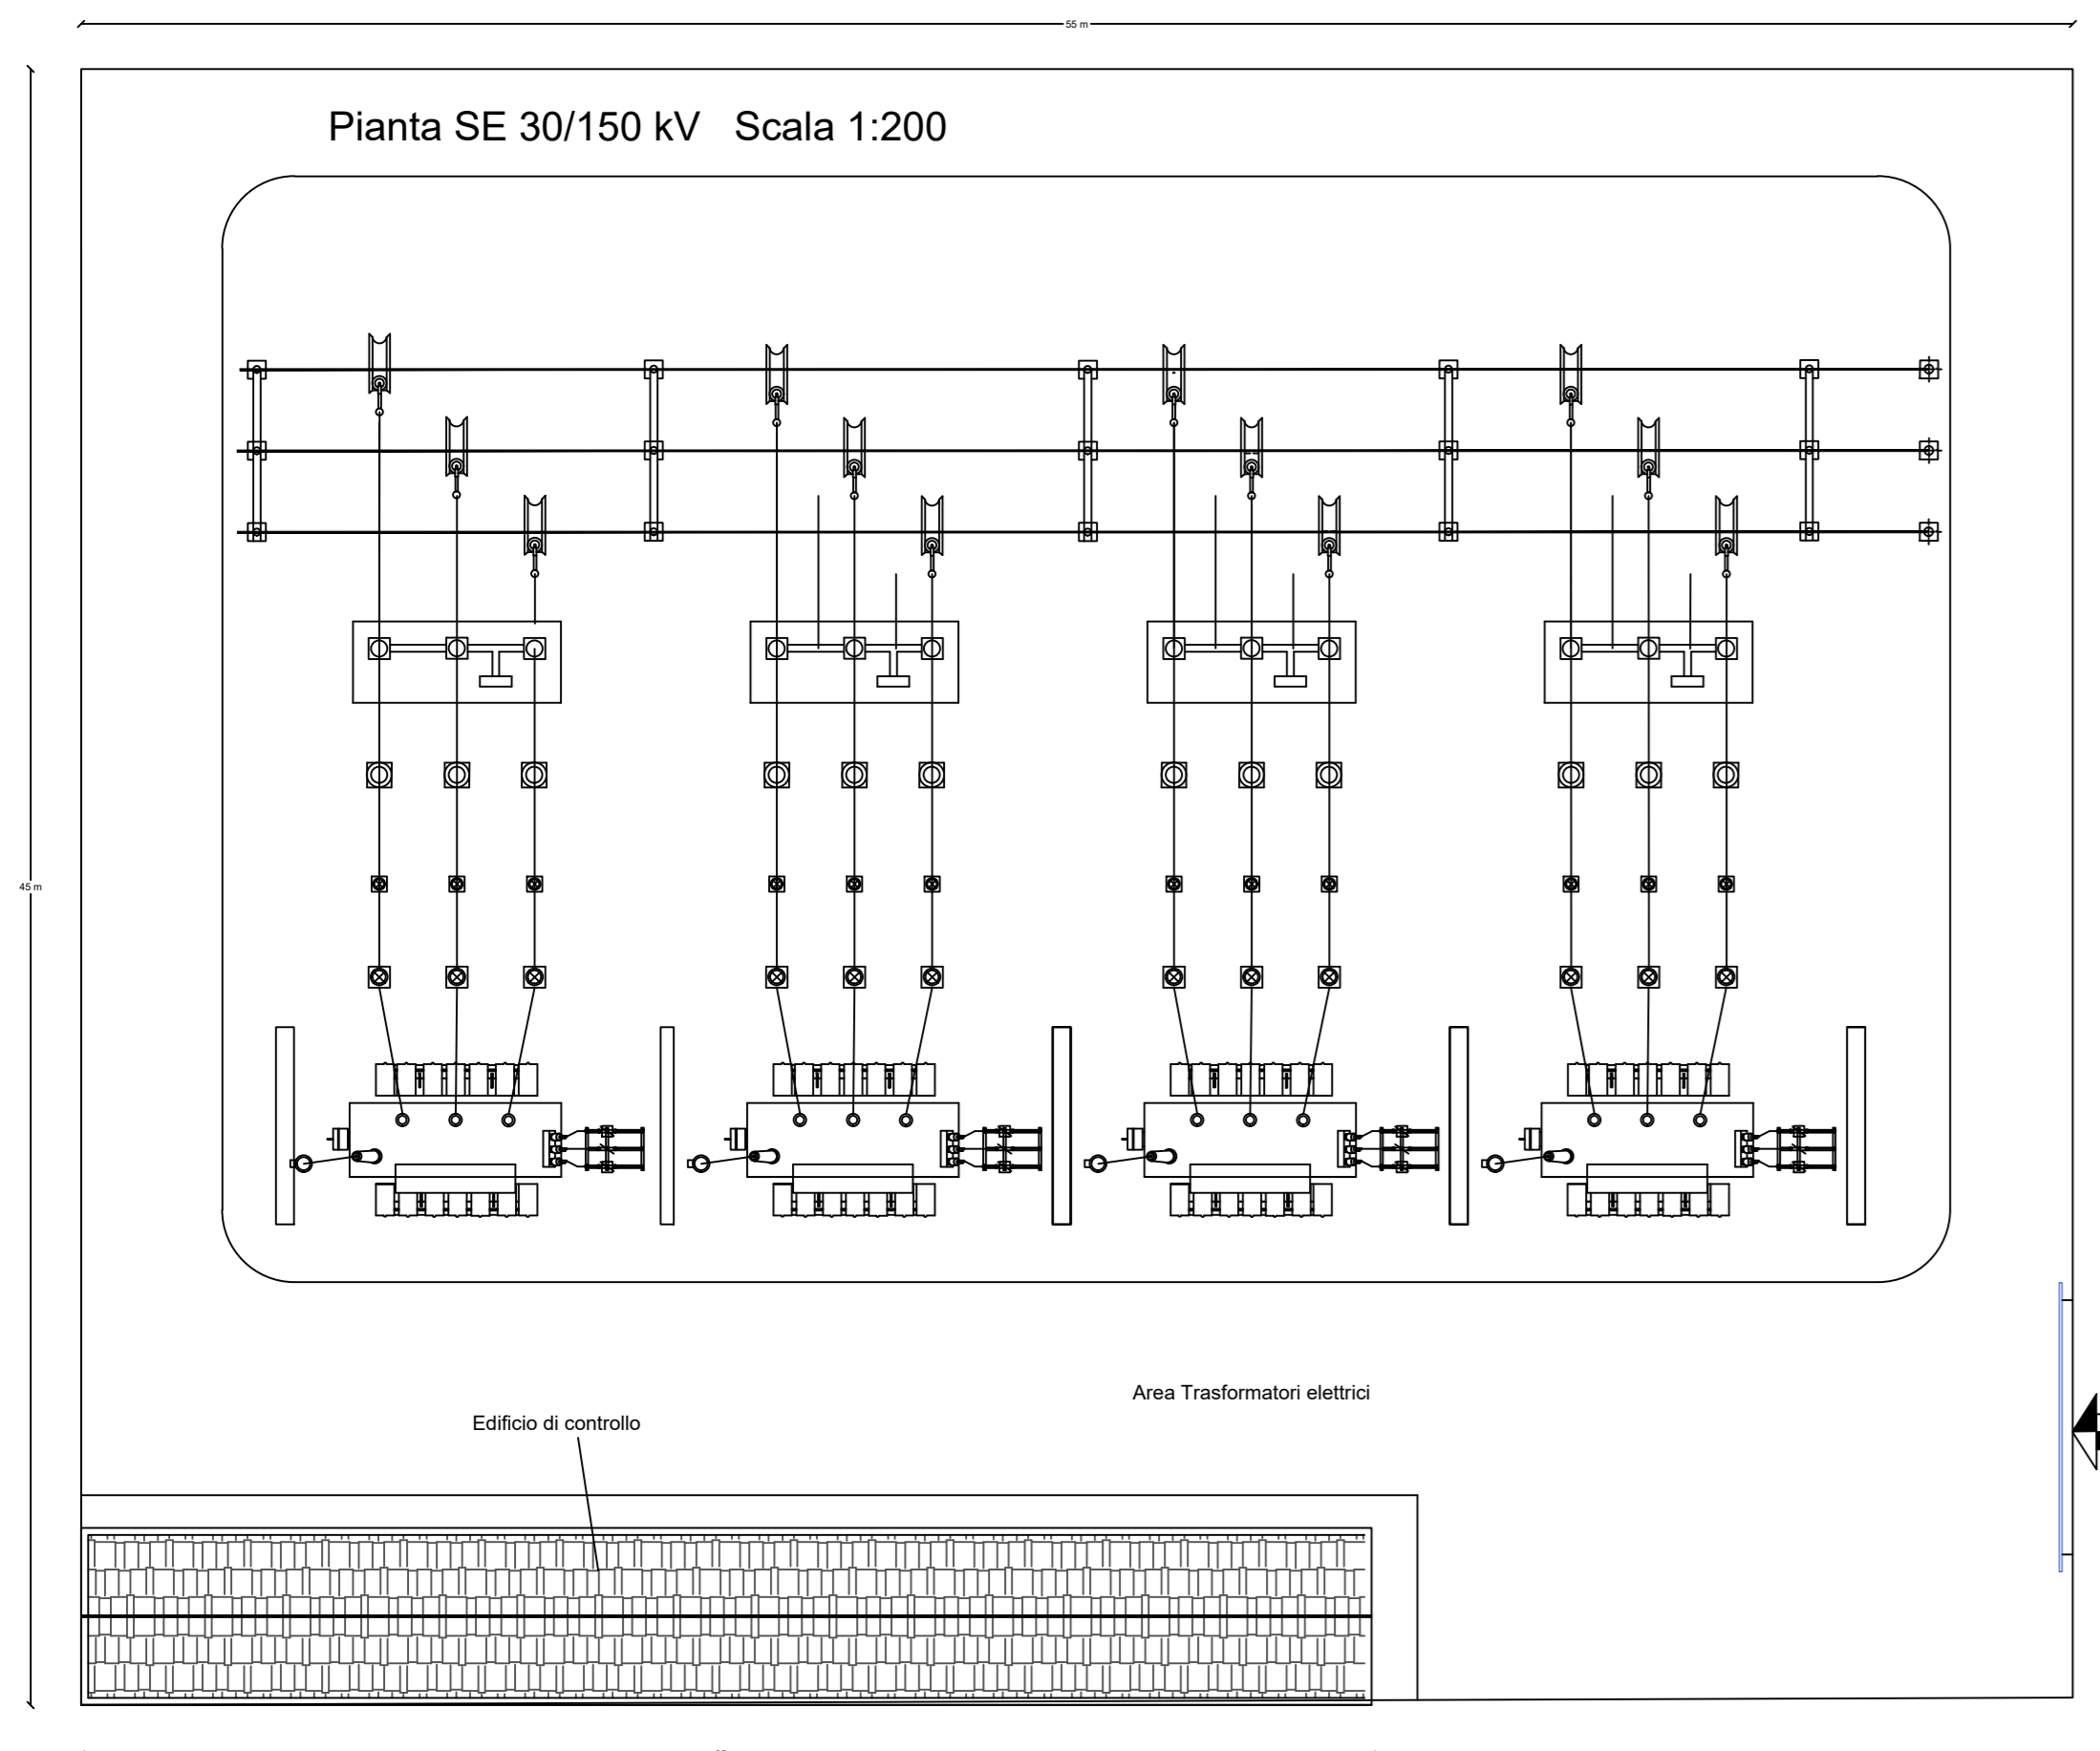 55 m
Pianta SE 30/150 kV Scala 1:200
45 m
Area Trasformatori elettrici
Edificio di controllo